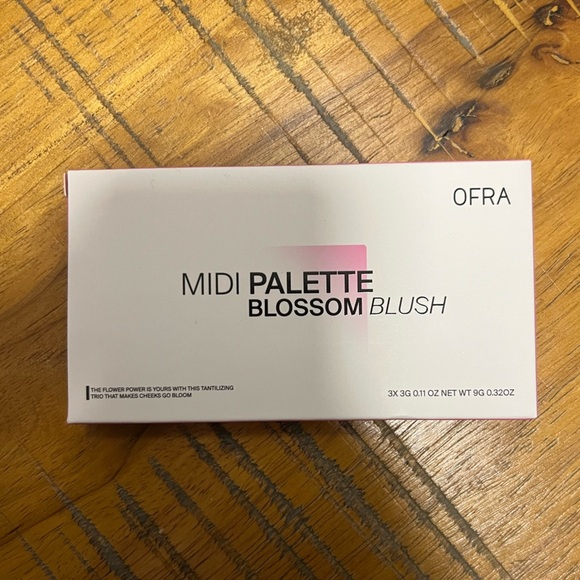 OFRA
MIDI PALETTE
BLOSSOM BLUSH
THE FLOWER POWER IS YOURS WITH THIS TANTILIZING
TRIO THAT MAKES CHEEKS GO BLOOM
3X 3G 0.11 OZ NET WT 9G 0.32OZ